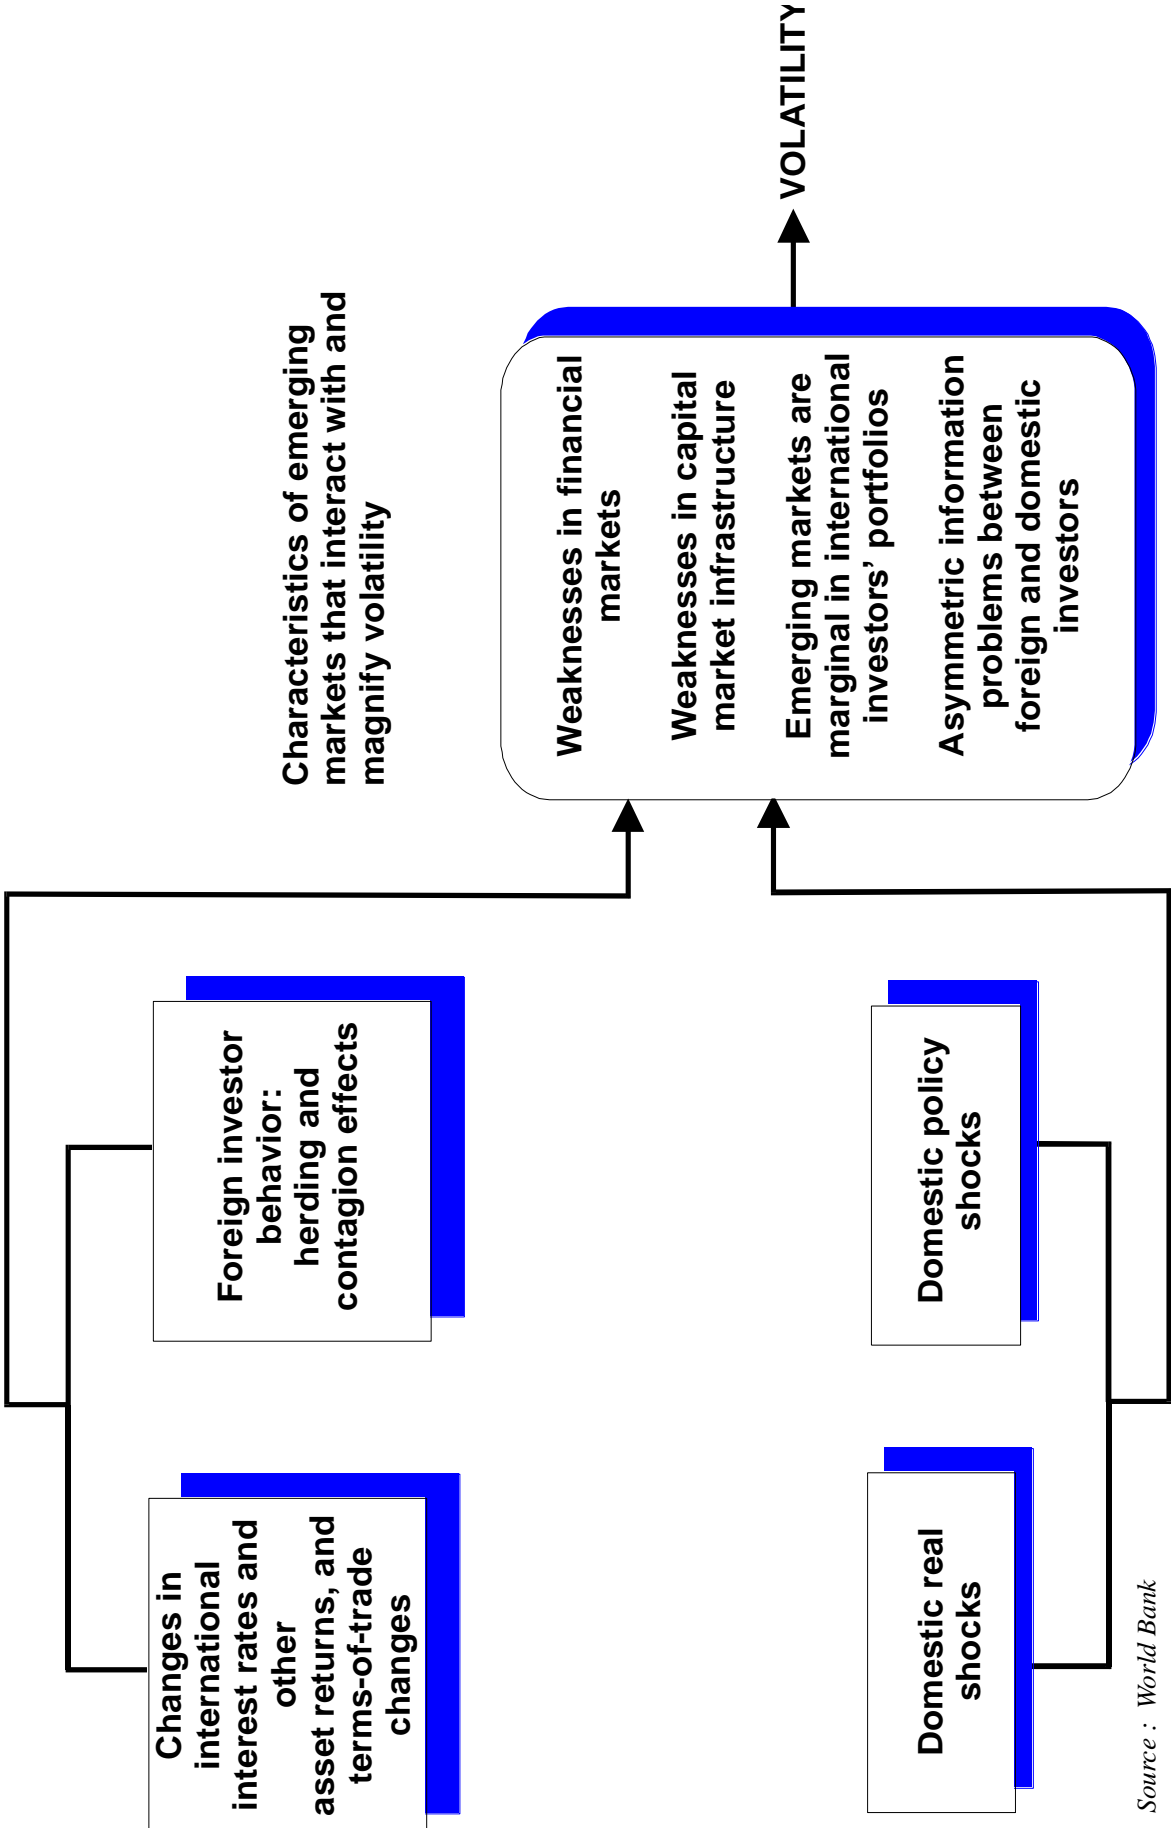 Changes in
international
interest rates and
other
asset returns, and
terms-of-trade
changes
Foreign investor
behavior:
herding and
contagion effects
Characteristics of emerging
markets that interact with and
magnify volatility
Domestic real
shocks
Domestic policy
shocks
Weaknesses in financial
markets
Weaknesses in capital
market infrastructure
Emerging markets are
marginal in international
investors’ portfolios
Asymmetric information
problems between
foreign and domestic
investors
VOLATILITY
Source : World Bank